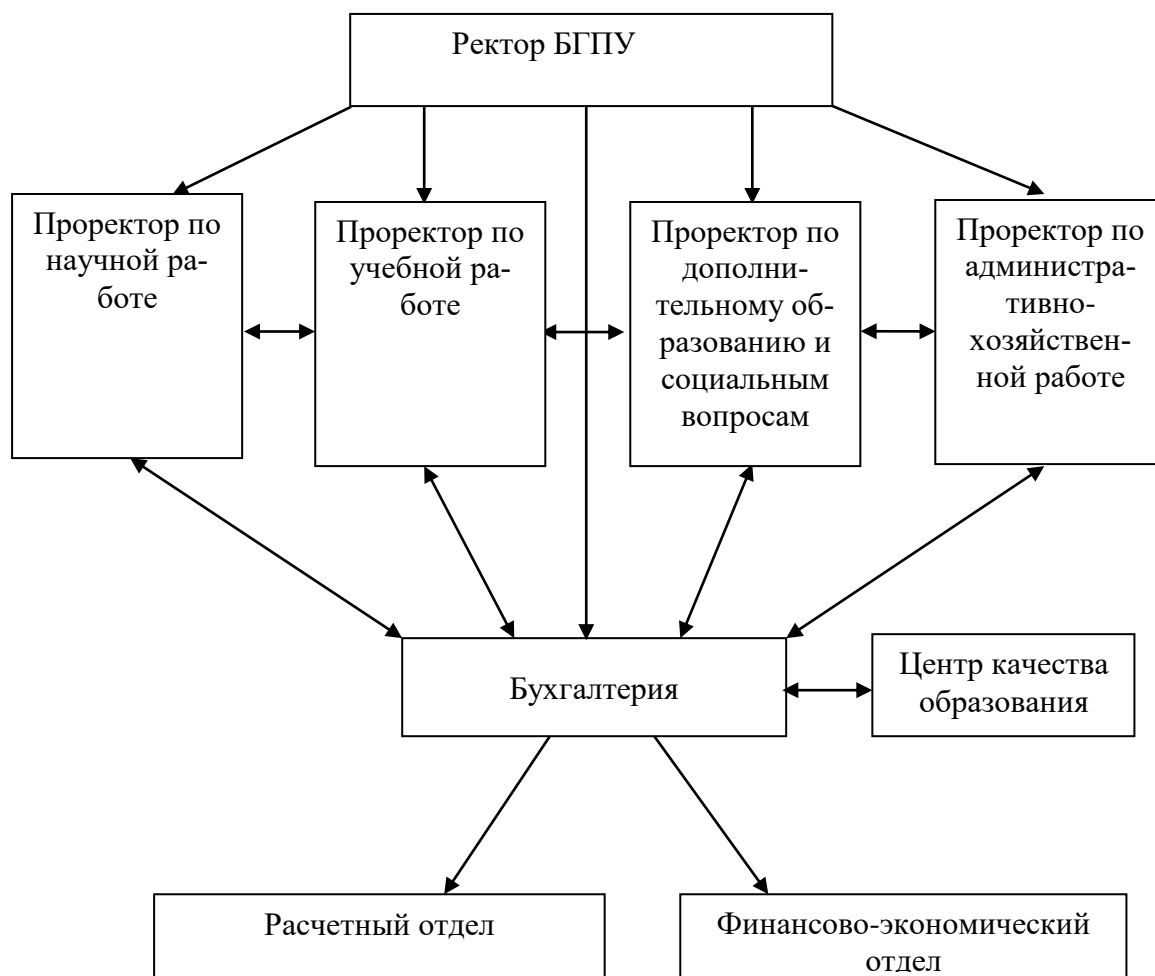 Ректор БГПУ
Проректор по
научной ра-
боте
Проректор по
учебной ра-
боте
Проректор по
дополни-
тельному об-
разованию и
социальным
вопросам
Проректор по
администра-
тивно-
хозяйствен-
ной работе
Бухгалтерия
Центр качества
образования
Расчетный отдел
Финансово-экономический
отдел